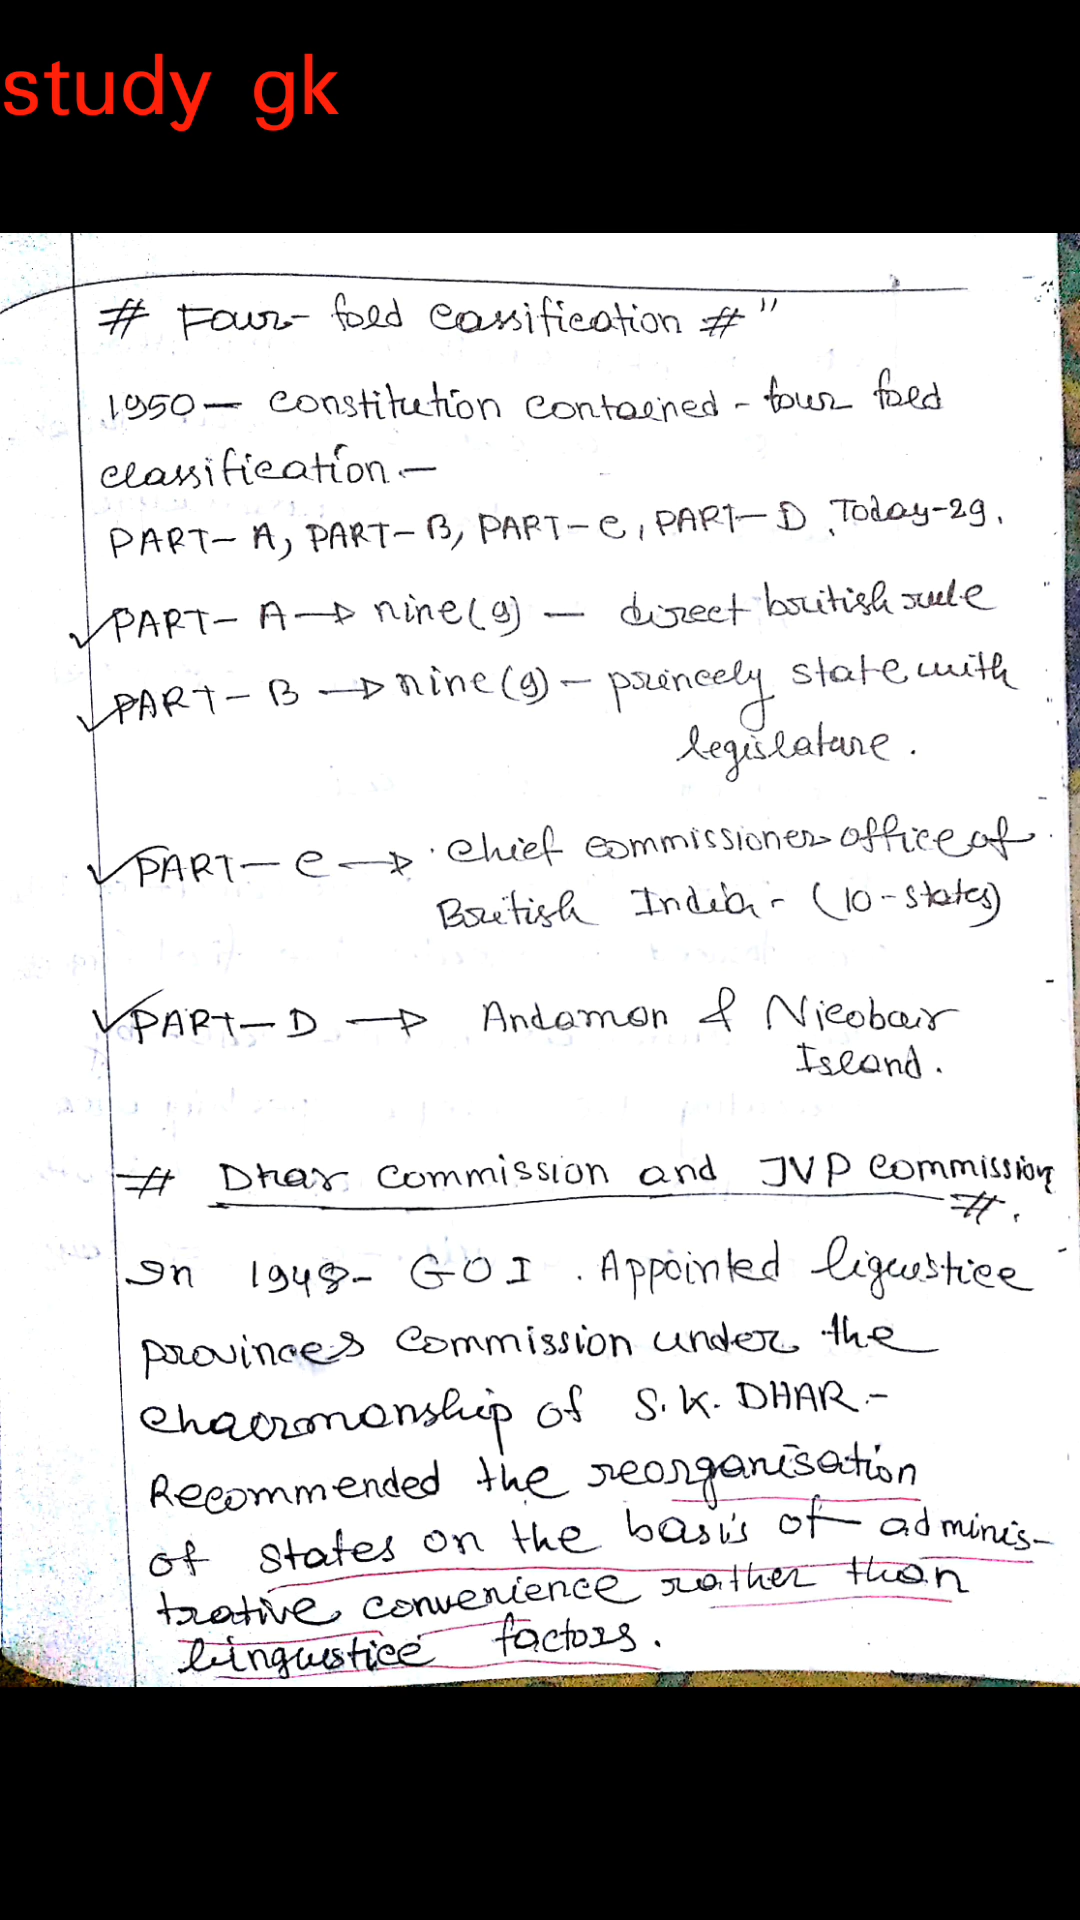 study gk
# Four- fold cassification # "
1950 - constitution contained - four fold
classification -
PART- A, PART- B, PART- C, PART- D. Today-29.
PART- A → nine(9) - direct british rule
PART- B → nine(9) - princely state with
legislature.
PART- C → Chief commissioner office of
British India - (10-states)
PART- D → Andaman & Nicobar
Island.
# Dhar commission and JVP commission
#.
In 1948- GOI. Appointed liguistice
provinces commission under the
chairmanship of S.K. DHAR.-
Recommended the reorganisation
of states on the basis of adminis-
trative convenience rather than
linguistice factors.